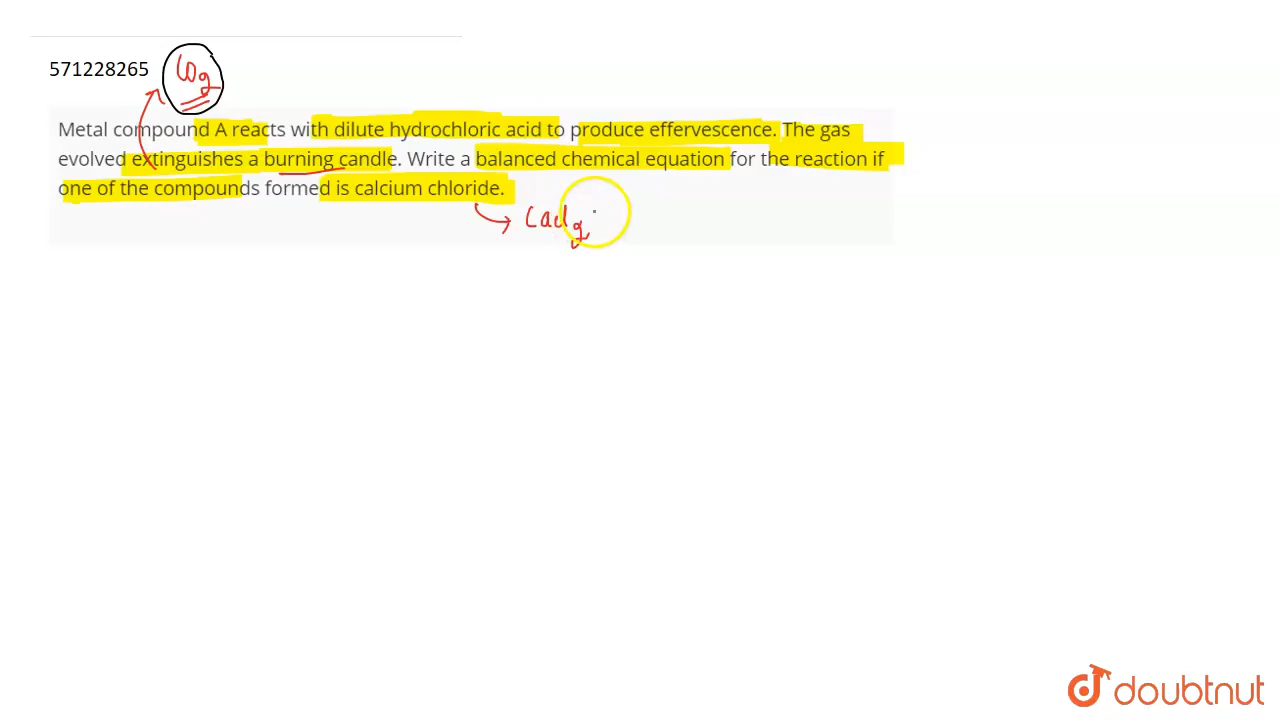 571228265 CO2
Metal compound A reacts with dilute hydrochloric acid to produce effervescence. The gas
evolved extinguishes a burning candle. Write a balanced chemical equation for the reaction if
one of the compounds formed is calcium chloride.
CaCl2
doubtnut